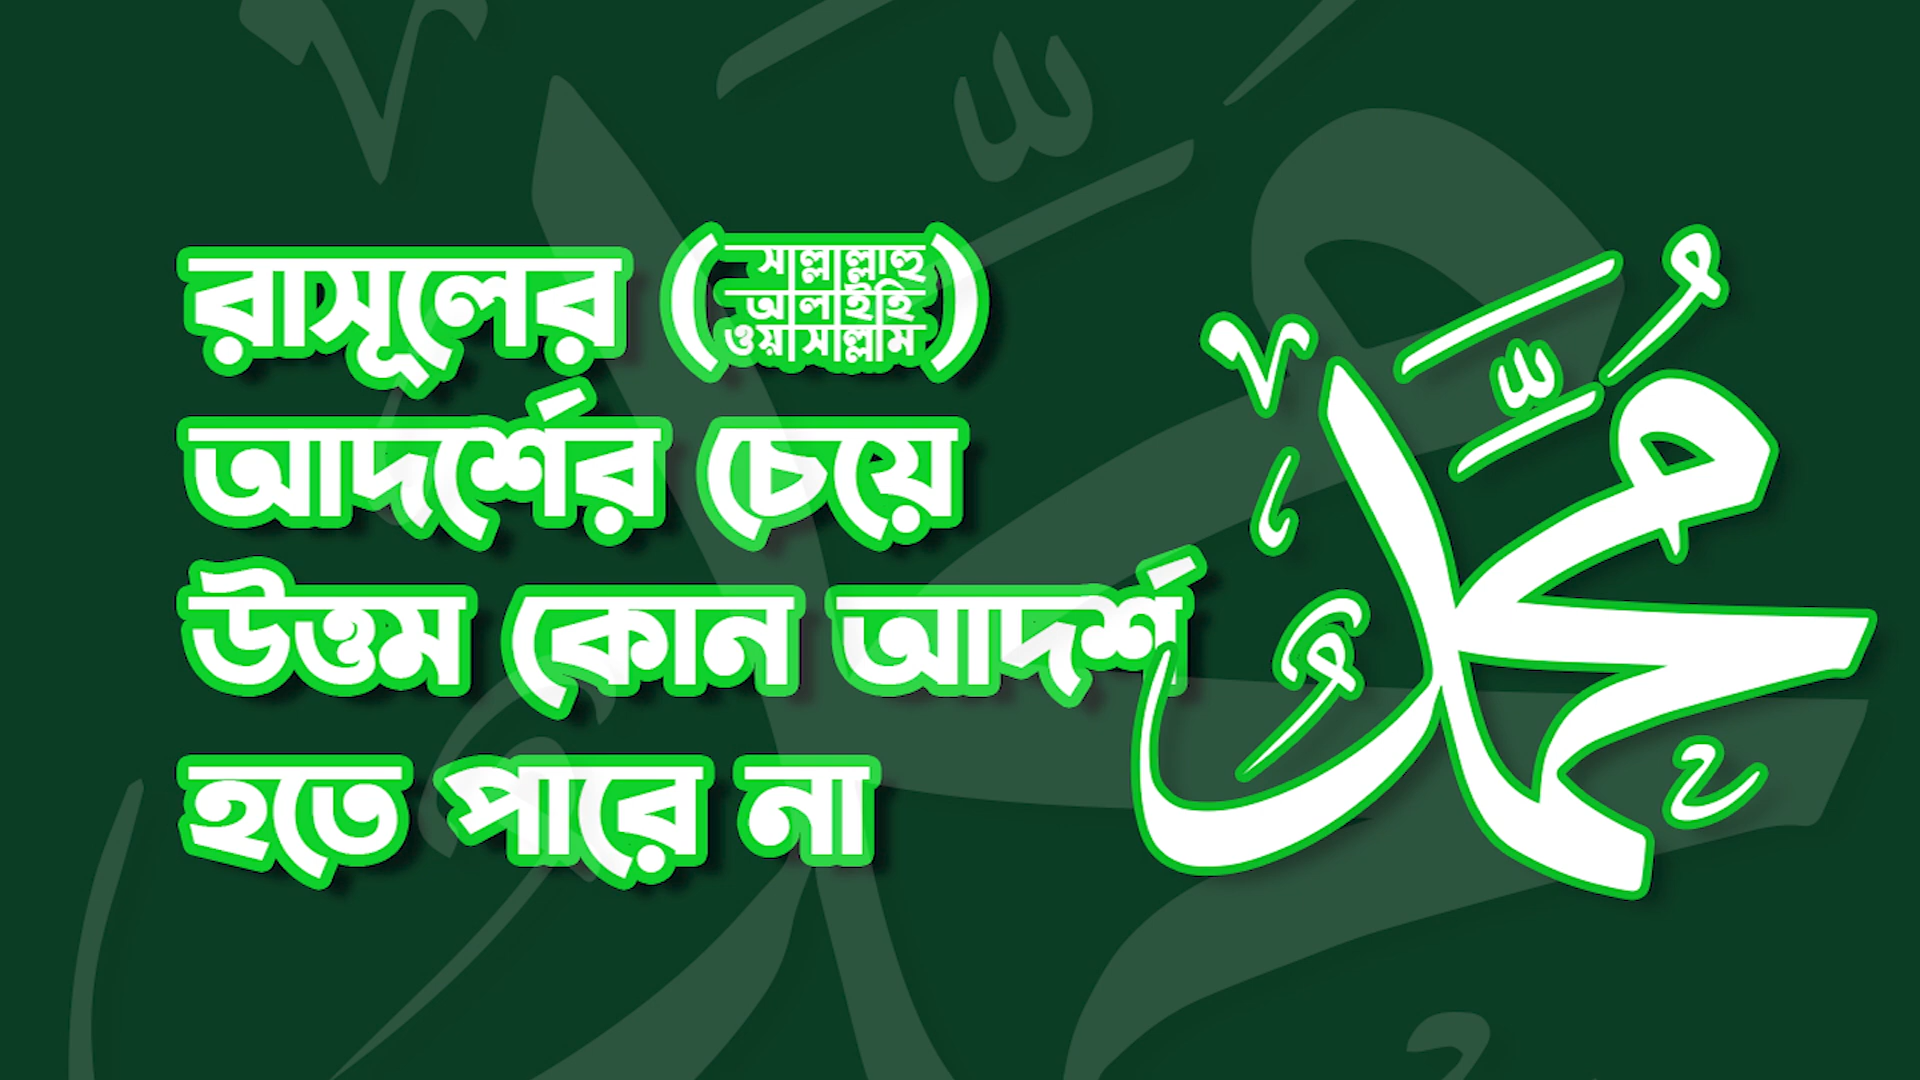 রাসূলের (সাল্লাল্লাহু আলাইহি ওয়াসাল্লাম)
আদর্শের চেয়ে
উত্তম কোন আদর্শ
হতে পারে না
محمد